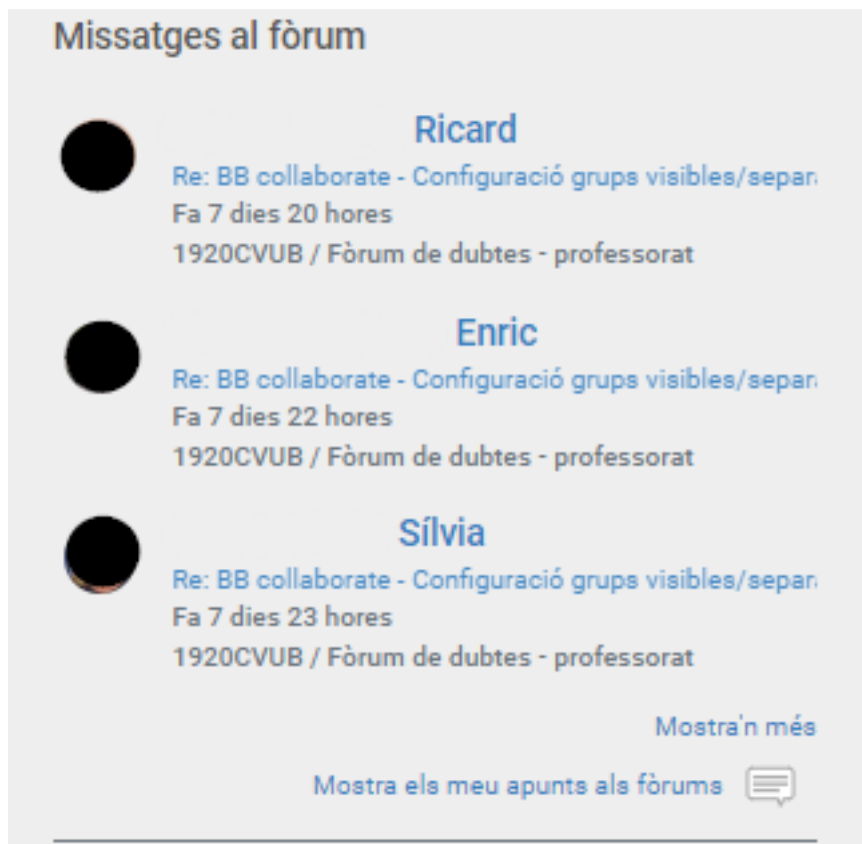 Missatges al fòrum
Ricard
Re: BB collaborate - Configuració grups visibles/separ
Fa 7 dies 20 hores
1920CVUB / Fòrum de dubtes - professorat
Enric
Re: BB collaborate - Configuració grups visibles/separ
Fa 7 dies 22 hores
1920CVUB / Fòrum de dubtes - professorat
Sílvia
Re: BB collaborate - Configuració grups visibles/separ
Fa 7 dies 23 hores
1920CVUB / Fòrum de dubtes - professorat
Mostra'n més
Mostra els meu apunts als fòrums